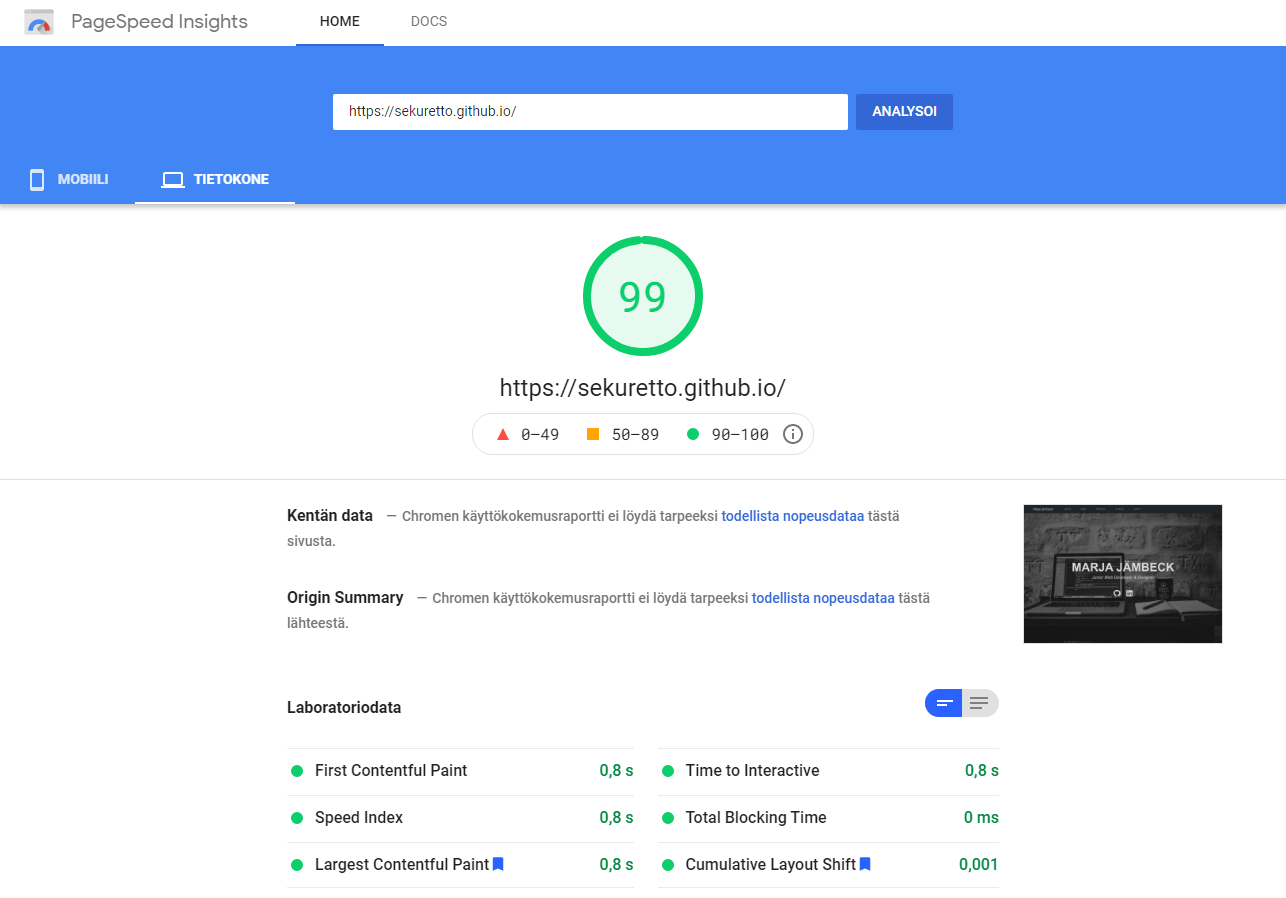 PageSpeed Insights
HOME
DOCS
https://sekuretto.github.io/
ANALYSOI
MOBIILI
TIETOKONE
99
https://sekuretto.github.io/
0–49
50–89
90–100
Kentän data — Chromen käyttökokemusraportti ei löydä tarpeeksi todellista nopeusdataa tästä
sivusta.
Origin Summary — Chromen käyttökokemusraportti ei löydä tarpeeksi todellista nopeusdataa tästä
lähteestä.
MARJA JÄMBECK
Junior Web Developer & Designer
Laboratoriodata
First Contentful Paint 0,8 s
Time to Interactive 0,8 s
Speed Index 0,8 s
Total Blocking Time 0 ms
Largest Contentful Paint 0,8 s
Cumulative Layout Shift 0,001